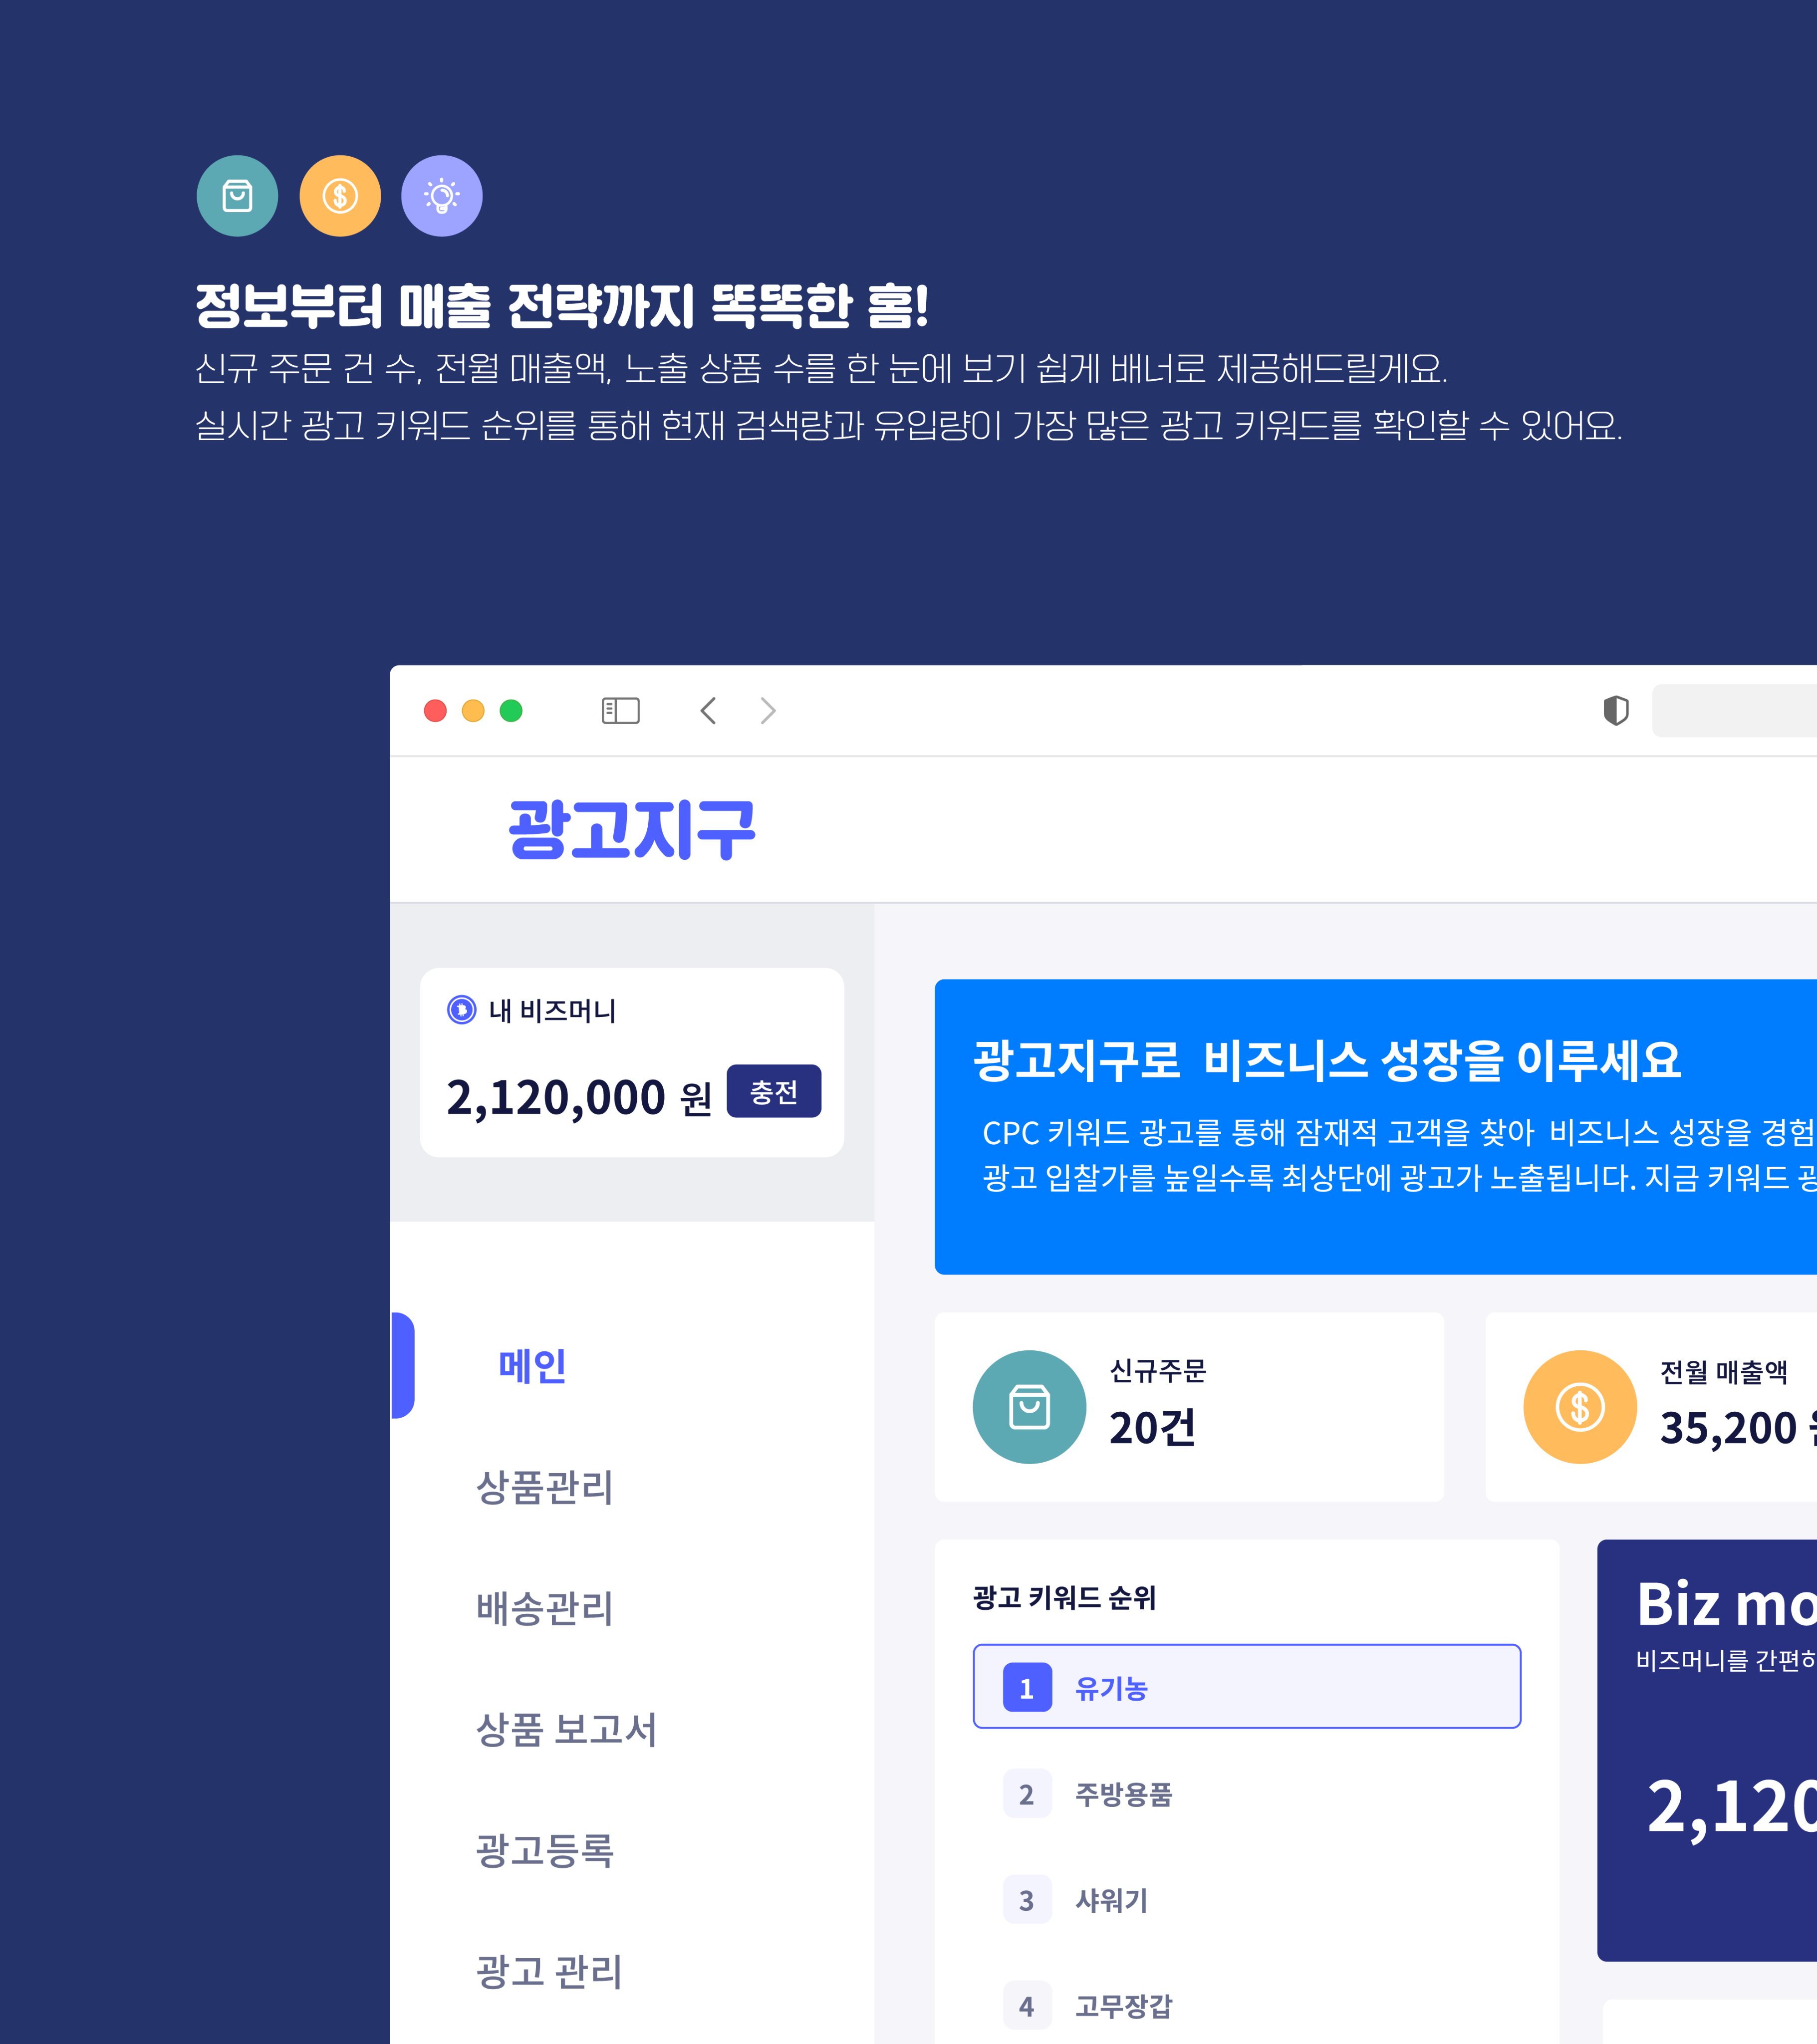 정보부터 매출 전략까지 똑똑한 홈!
신규 주문 건 수, 전월 매출액, 노출 상품 수를 한 눈에 보기 쉽게 배너로 제공해드릴게요.
실시간 광고 키워드 순위를 통해 현재 검색량과 유입량이 가장 많은 광고 키워드를 확인할 수 있어요.
광고지구
내 비즈머니
2,120,000 원
충전
메인
상품관리
배송관리
상품 보고서
광고등록
광고 관리
광고지구로 비즈니스 성장을 이루세요
CPC 키워드 광고를 통해 잠재적 고객을 찾아 비즈니스 성장을 경험
광고 입찰가를 높일수록 최상단에 광고가 노출됩니다. 지금 키워드
신규주문
20건
전월 매출액
35,200
광고 키워드 순위
1 유기농
2 주방용품
3 샤워기
4 고무장갑
Biz
비즈머니를
2,120